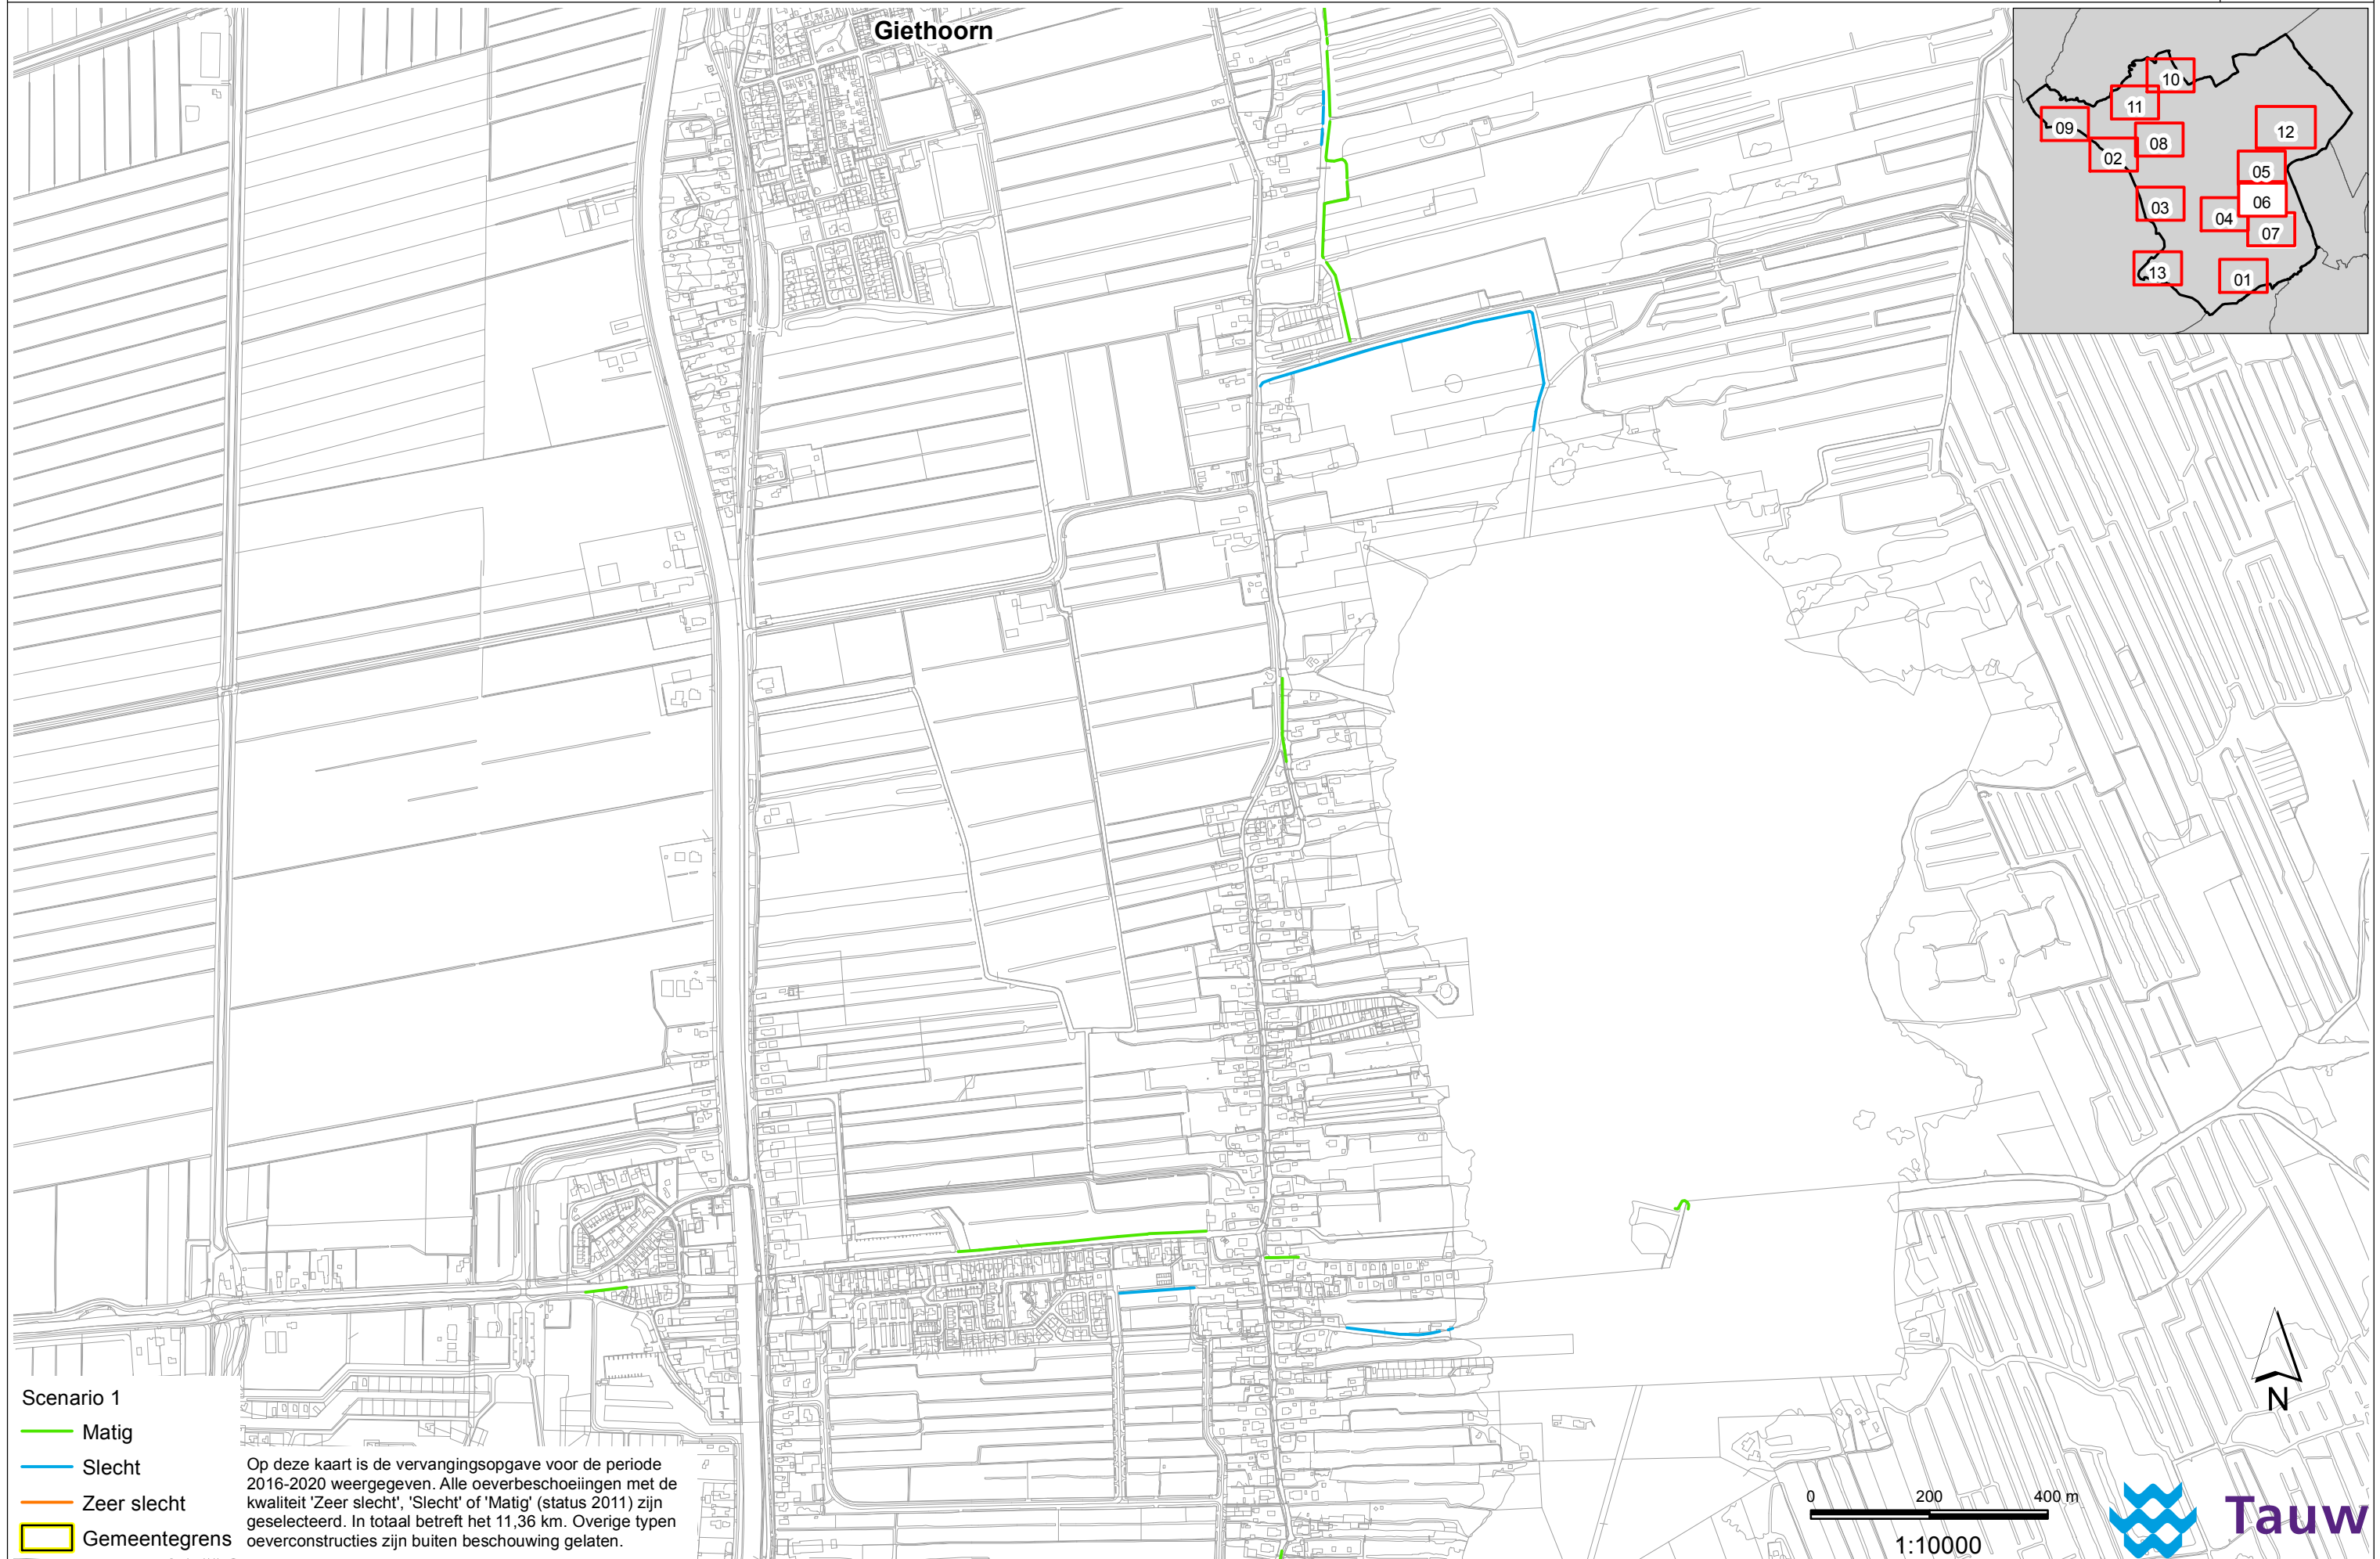 Giethoorn
10
11
09
12
08
02
05
03
06
04
07
13
01
Scenario 1
Matig
Slecht
Zeer slecht
Gemeentegrens
Op deze kaart is de vervangingsopgave voor de periode
2016-2020 weergegeven. Alle oeverbeschoeiingen met de
kwaliteit 'Zeer slecht', 'Slecht' of 'Matig' (status 2011) zijn
geselecteerd. In totaal betreft het 11,36 km. Overige typen
oeverconstructies zijn buiten beschouwing gelaten.
N
0 200 400 m
1:10000
Tauw